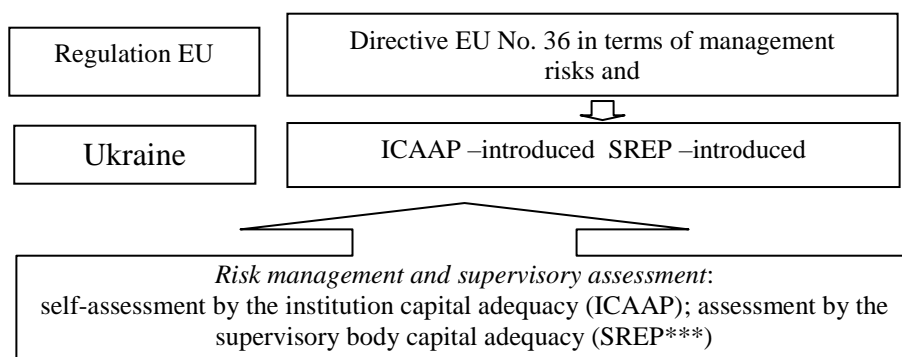 Regulation EU
Directive EU No. 36 in terms of management
risks and
Ukraine
ICAAP –introduced  SREP –introduced
Risk management and supervisory assessment:
self-assessment by the institution capital adequacy (ICAAP); assessment by the
supervisory body capital adequacy (SREP***)